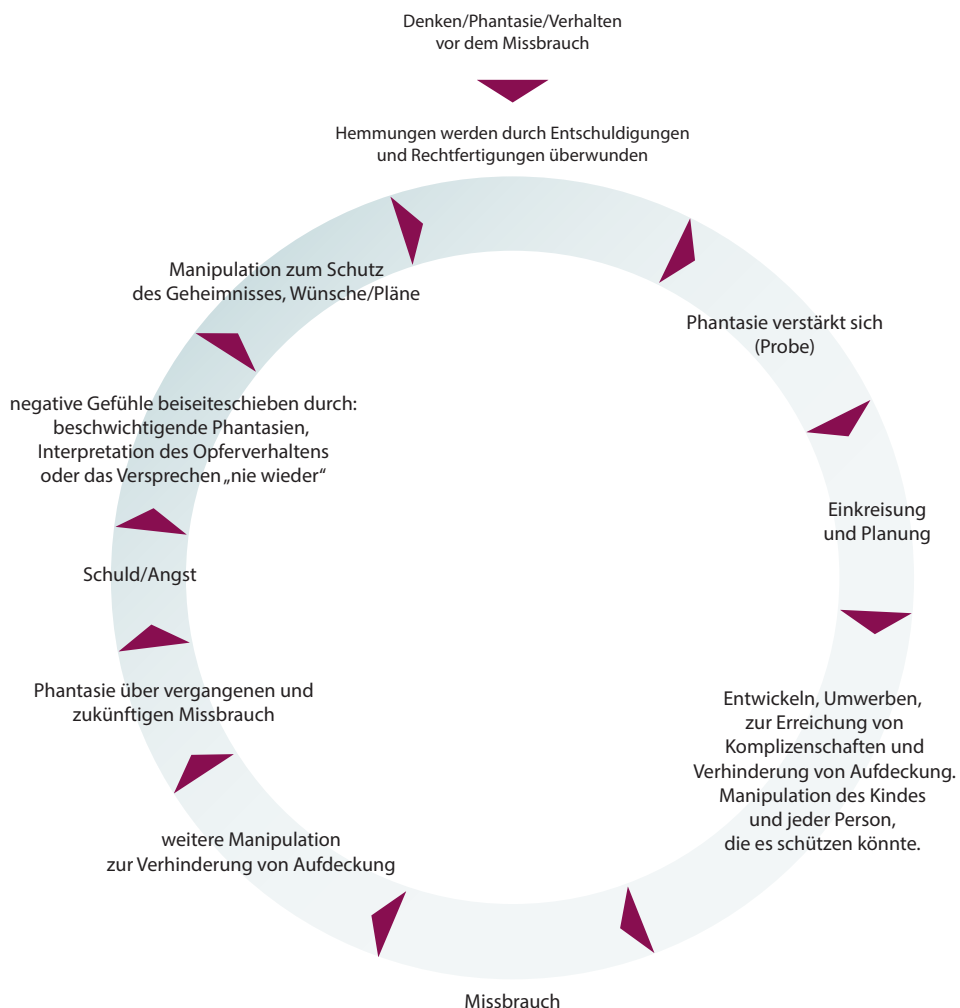 Denken/Phantasie/Verhalten
vor dem Missbrauch
Hemmungen werden durch Entschuldigungen
und Rechtfertigungen überwunden
Phantasie verstärkt sich
(Probe)
Einkreisung
und Planung
Entwickeln, Umwerben,
zur Erreichung von
Komplizenschaften und
Verhinderung von Aufdeckung.
Manipulation des Kindes
und jeder Person,
die es schützen könnte.
Missbrauch
weitere Manipulation
zur Verhinderung von Aufdeckung
Phantasie über vergangenen und
zukünftigen Missbrauch
Schuld/Angst
negative Gefühle beiseiteschieben durch:
beschwichtigende Phantasien,
Interpretation des Opferverhaltens
oder das Versprechen „nie wieder“
Manipulation zum Schutz
des Geheimnisses, Wünsche/Pläne